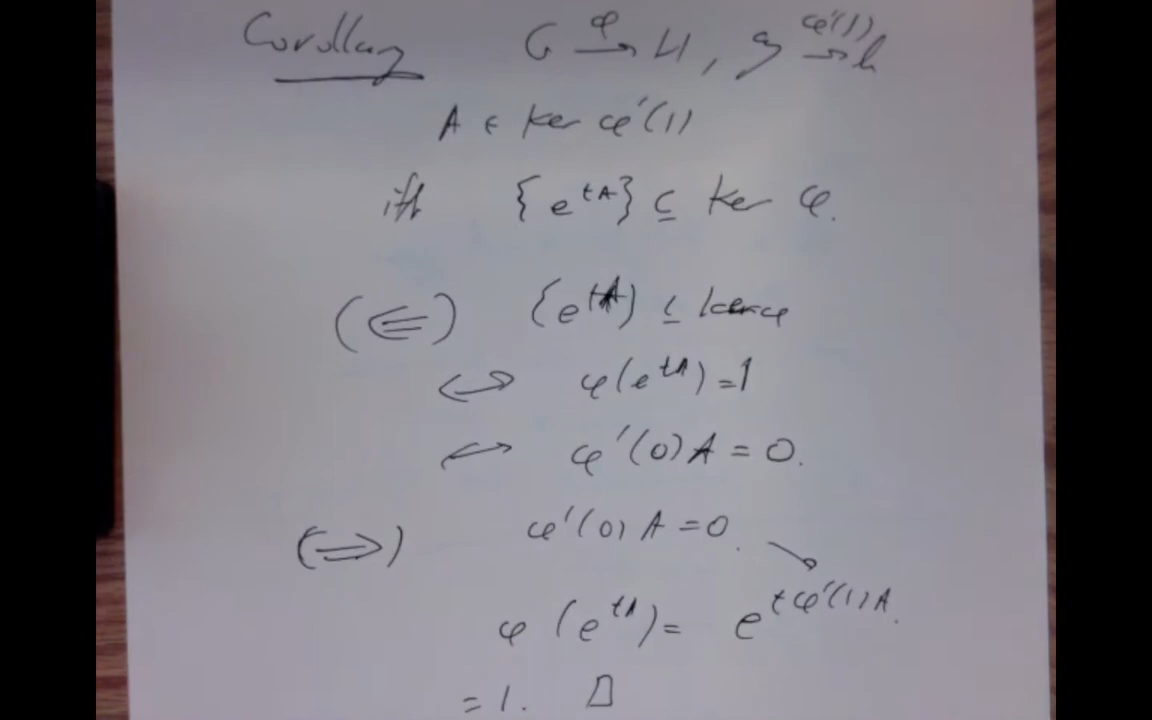 Corollary G →^φ H, 𝔤 →^φ'(1) 𝔥
A ∈ ker φ'(1)
iff {e^{tA}} ⊆ ker φ.
(⇐) {e^{tA}} ⊆ ker φ
↔ φ(e^{tA}) = 1
↔ φ'(0)A = 0.
(⇒) φ'(0)A = 0.
φ(e^{tA}) = e^{tφ'(1)A}.
= 1. □